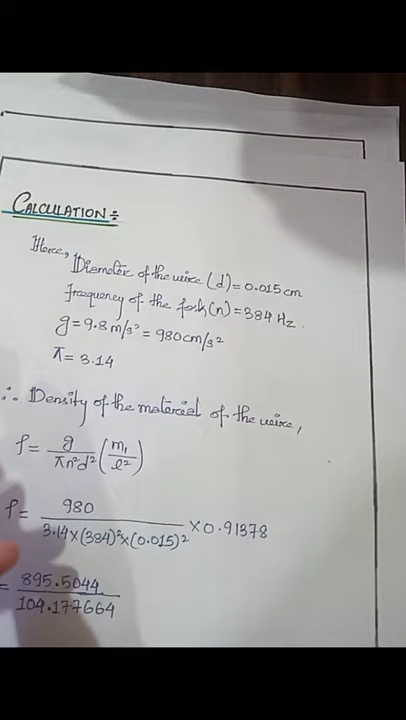 CALCULATION÷
Here,
Diameter of the wire (d) = 0.015 cm
frequency of the fork (n) = 384 Hz.
g = 9.8 m/s² = 980 cm/s²
π = 3.14
∴ Density of the material of the wire,
ρ = g/πn²d² (m₁/l²)
ρ = 980/3.14×(384)²×(0.015)² × 0.91378
= 895.5044/104.177664